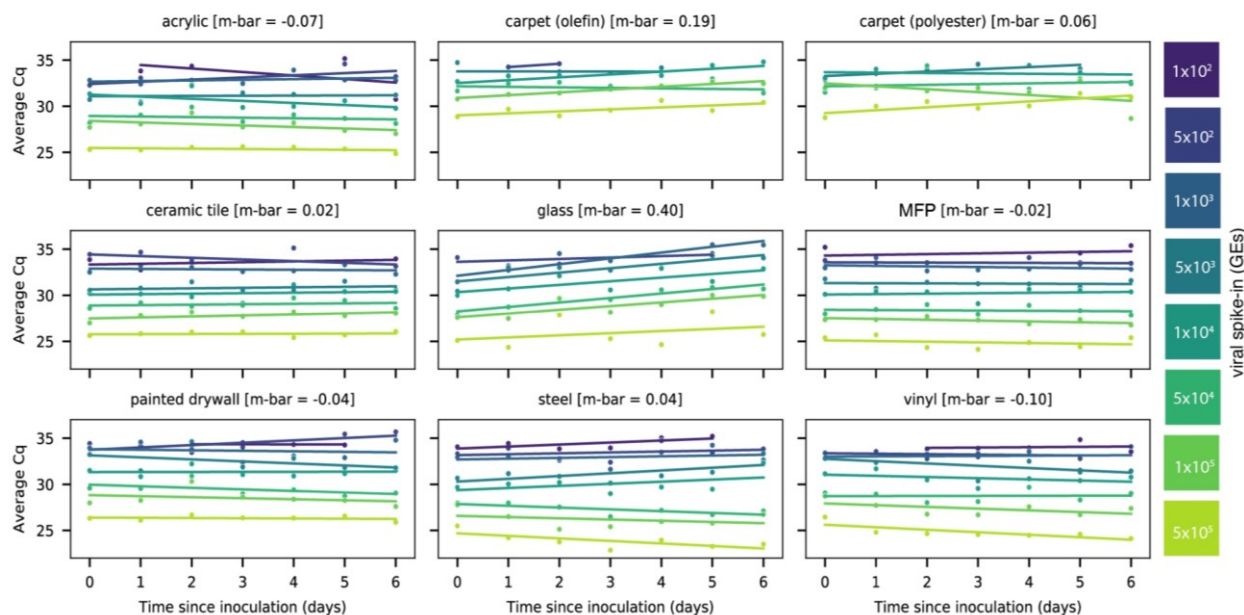 acrylic [m-bar = -0.07]
carpet (olefin) [m-bar = 0.19]
carpet (polyester) [m-bar = 0.06]
35
30
25
Average Cq
ceramic tile [m-bar = 0.02]
glass [m-bar = 0.40]
MFP [m-bar = -0.02]
35
30
25
Average Cq
painted drywall [m-bar = -0.04]
steel [m-bar = 0.04]
vinyl [m-bar = -0.10]
35
30
25
Average Cq
0 1 2 3 4 5 6
0 1 2 3 4 5 6
0 1 2 3 4 5 6
Time since inoculation (days)
Time since inoculation (days)
Time since inoculation (days)
1x10²
5x10²
1x10³
5x10³
1x10⁴
5x10⁴
1x10⁵
5x10⁵
viral spike-in (GEs)